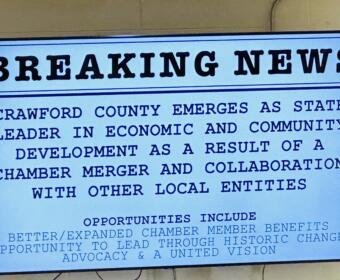 BREAKING NEWS
CRAWFORD COUNTY EMERGES AS STATE
LEADER IN ECONOMIC AND COMMUNITY
DEVELOPMENT AS A RESULT OF A
CHAMBER MERGER AND COLLABORATION
WITH OTHER LOCAL ENTITIES
OPPORTUNITIES INCLUDE
BETTER/EXPANDED CHAMBER MEMBER BENEFITS
OPPORTUNITY TO LEAD THROUGH HISTORIC CHANGE
ADVOCACY & A UNITED VISION